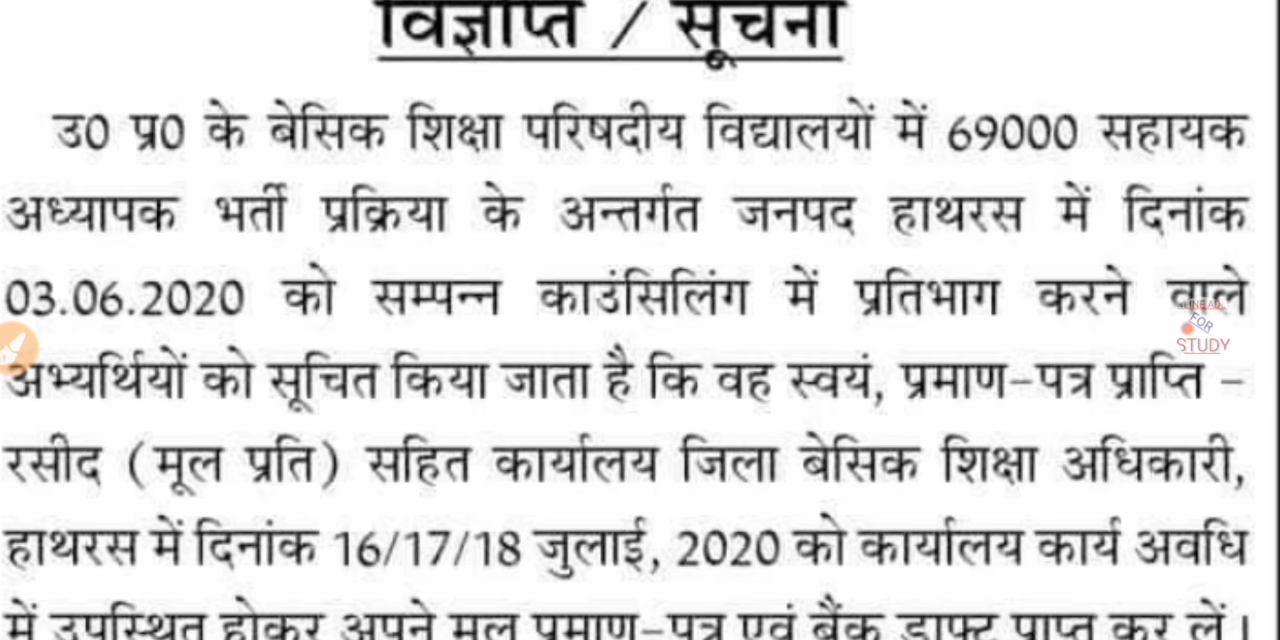 विज्ञप्ति / सूचना
उ0 प्र0 के बेसिक शिक्षा परिषदीय विद्यालयों में 69000 सहायक
अध्यापक भर्ती प्रक्रिया के अन्तर्गत जनपद हाथरस में दिनांक
03.06.2020 को सम्पन्न काउंसिलिंग में प्रतिभाग करने वाले
अभ्यर्थियों को सूचित किया जाता है कि वह स्वयं, प्रमाण-पत्र प्राप्ति -
रसीद (मूल प्रति) सहित कार्यालय जिला बेसिक शिक्षा अधिकारी,
हाथरस में दिनांक 16/17/18 जुलाई, 2020 को कार्यालय कार्य अवधि
में उपस्थित होकर अपने मूल प्रमाण-पत्र एवं बैंक ड्राफ्ट प्राप्त कर लें।
FOR
STUDY